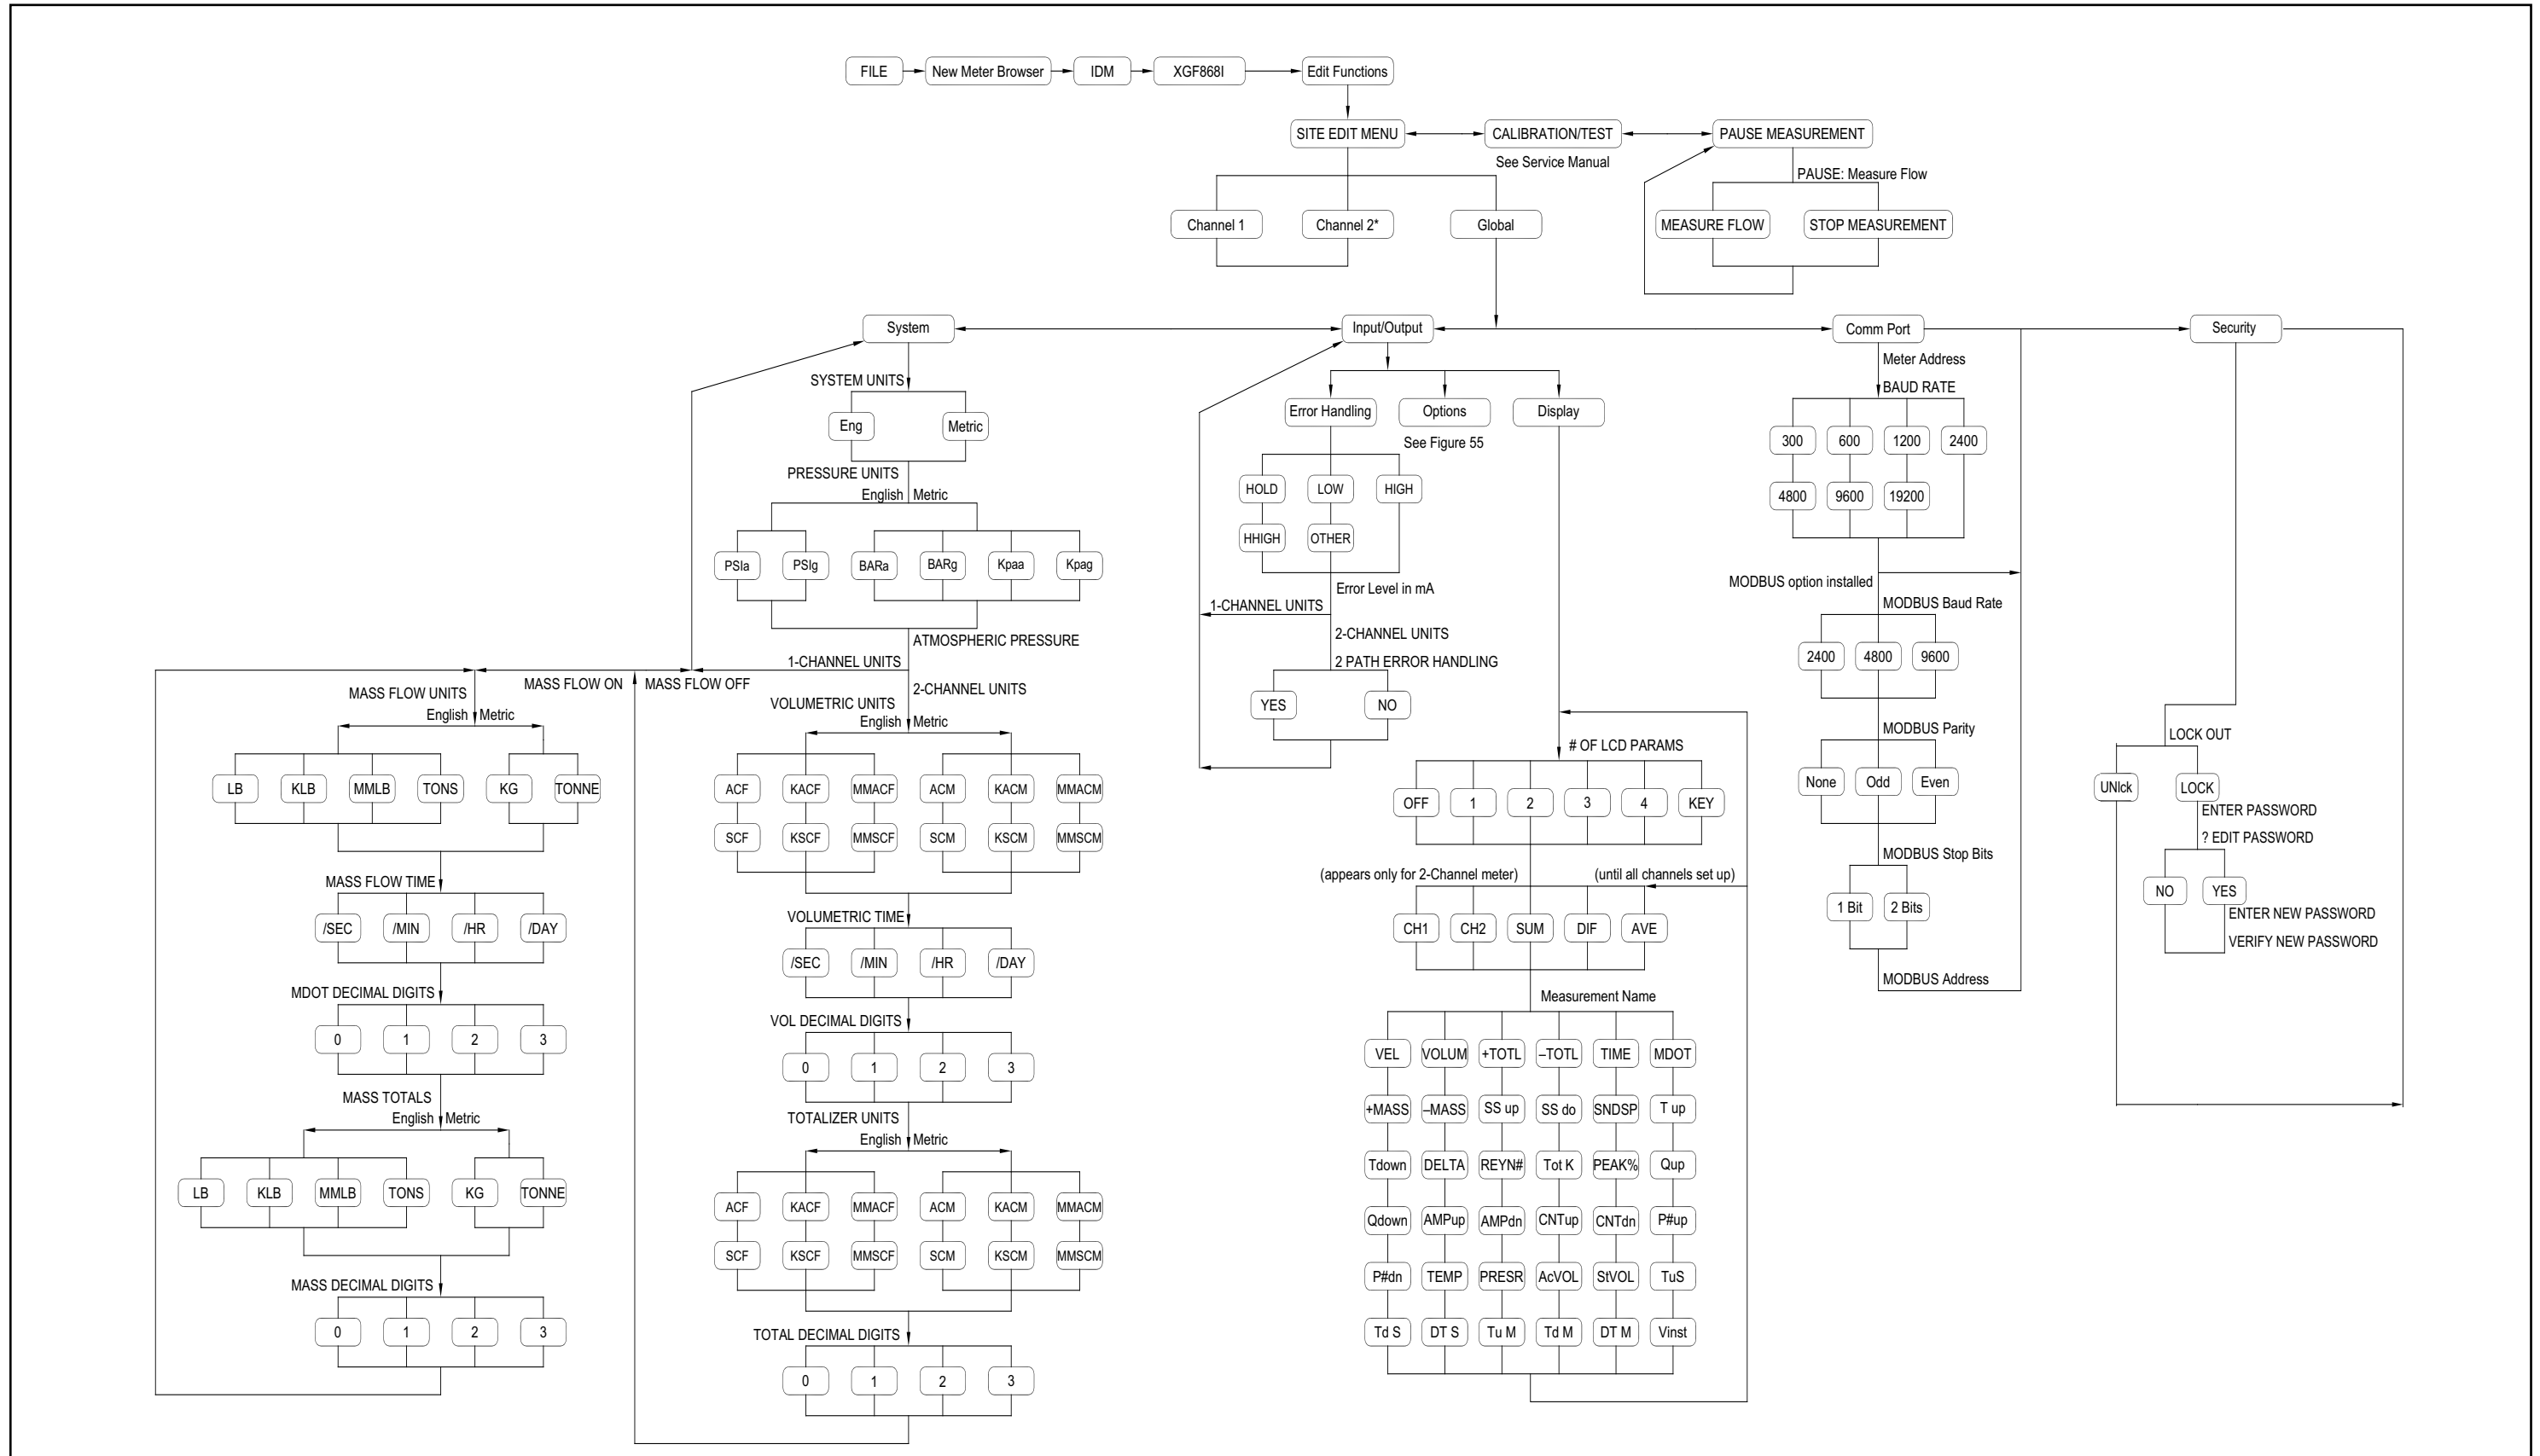 FILE
New Meter Browser
IDM
XGF868I
Edit Functions
SITE EDIT MENU
CALIBRATION/TEST
PAUSE MEASUREMENT
See Service Manual
PAUSE: Measure Flow
Channel 1
Channel 2*
Global
MEASURE FLOW
STOP MEASUREMENT
System
Input/Output
Comm Port
Security
SYSTEM UNITS
Eng
Metric
PRESSURE UNITS
English
Metric
PSIa
PSIg
BARa
BARg
Kpaa
Kpag
ATMOSPHERIC PRESSURE
1-CHANNEL UNITS
MASS FLOW ON
MASS FLOW OFF
2-CHANNEL UNITS
MASS FLOW UNITS
English
Metric
LB
KLB
MMLB
TONS
KG
TONNE
MASS FLOW TIME
/SEC
/MIN
/HR
/DAY
MDOT DECIMAL DIGITS
0
1
2
3
MASS TOTALS
English
Metric
LB
KLB
MMLB
TONS
KG
TONNE
MASS DECIMAL DIGITS
0
1
2
3
VOLUMETRIC UNITS
English
Metric
ACF
KACF
MMACF
ACM
KACM
MMACM
SCF
KSCF
MMSCF
SCM
KSCM
MMSCM
VOLUMETRIC TIME
/SEC
/MIN
/HR
/DAY
VOL DECIMAL DIGITS
0
1
2
3
TOTALIZER UNITS
English
Metric
ACF
KACF
MMACF
ACM
KACM
MMACM
SCF
KSCF
MMSCF
SCM
KSCM
MMSCM
TOTAL DECIMAL DIGITS
0
1
2
3
Error Handling
Options
Display
See Figure 55
HOLD
LOW
HIGH
HHIGH
OTHER
Error Level in mA
1-CHANNEL UNITS
2-CHANNEL UNITS
2 PATH ERROR HANDLING
YES
NO
# OF LCD PARAMS
OFF
1
2
3
4
KEY
(appears only for 2-Channel meter)
(until all channels set up)
CH1
CH2
SUM
DIF
AVE
Measurement Name
VEL
VOLUM
+TOTL
–TOTL
TIME
MDOT
+MASS
–MASS
SS up
SS do
SNDSP
T up
Tdown
DELTA
REYN#
Tot K
PEAK%
Qup
Qdown
AMPup
AMPdn
CNTup
CNTdn
P#up
P#dn
TEMP
PRESR
AcVOL
StVOL
TuS
Td S
DT S
Tu M
Td M
DT M
Vinst
Meter Address
BAUD RATE
300
600
1200
2400
4800
9600
19200
MODBUS option installed
MODBUS Baud Rate
2400
4800
9600
MODBUS Parity
None
Odd
Even
MODBUS Stop Bits
1 Bit
2 Bits
MODBUS Address
LOCK OUT
UNlck
LOCK
ENTER PASSWORD
? EDIT PASSWORD
NO
YES
ENTER NEW PASSWORD
VERIFY NEW PASSWORD